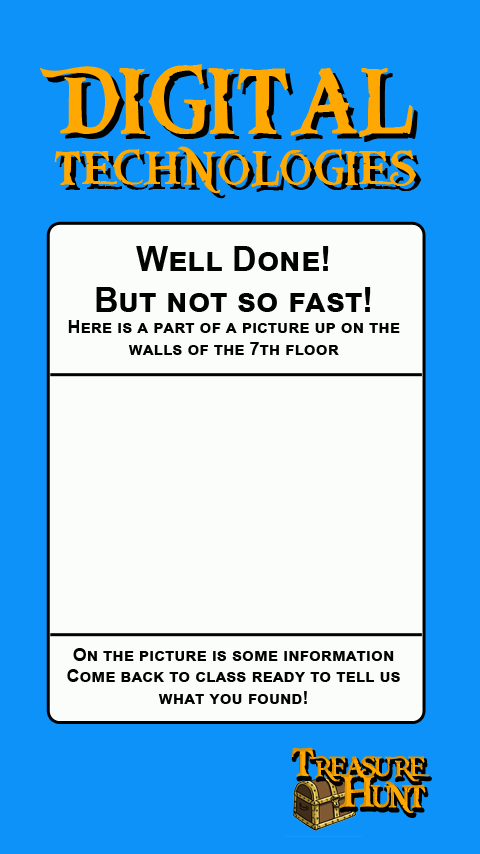 DIGITAL
TECHNOLOGIES
WELL DONE!
BUT NOT SO FAST!
HERE IS A PART OF A PICTURE UP ON THE
WALLS OF THE 7TH FLOOR
ON THE PICTURE IS SOME INFORMATION
COME BACK TO CLASS READY TO TELL US
WHAT YOU FOUND!
TREASURE
HUNT